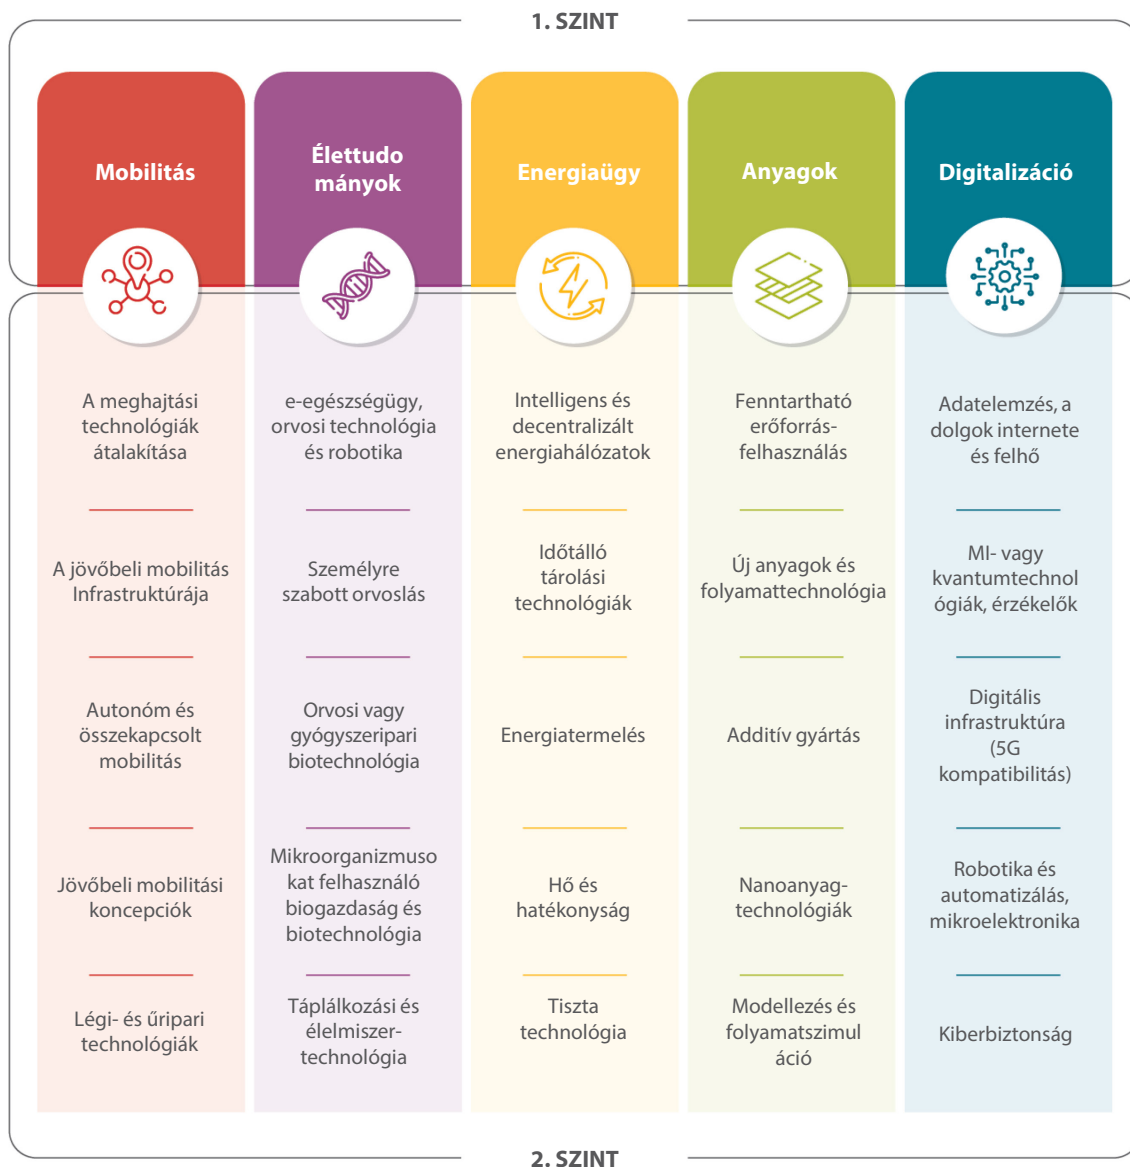 1. SZINT
Mobilitás
Élettudo
mányok
Energiaügy
Anyagok
Digitalizáció
A meghajtási
technológiák
átalakítása
A jövőbeli mobilitás
Infrastruktúrája
Autonóm és
összekapcsolt
mobilitás
Jövőbeli mobilitási
koncepciók
Légi- és űripari
technológiák
e-egészségügy,
orvosi technológia
és robotika
Személyre
szabott orvoslás
Orvosi vagy
gyógyszeripari
biotechnológia
Mikroorganizmuso
kat felhasználó
biogazdaság és
biotechnológia
Táplálkozási és
élelmiszer-
technológia
Intelligens és
decentralizált
energiahálózatok
Időtálló
tárolási
technológiák
Energiatermelés
Hő és
hatékonyság
Tiszta
technológia
Fenntartható
erőforrás-
felhasználás
Új anyagok és
folyamattechnológia
Additív gyártás
Nanoanyag-
technológiák
Modellezés és
folyamatszimul
áció
Adatelemzés, a
dolgok internete
és felhő
MI- vagy
kvantumtechnol
ógiák, érzékelők
Digitális
infrastruktúra
(5G
kompatibilitás)
Robotika és
automatizálás,
mikroelektronika
Kiberbiztonság
2. SZINT